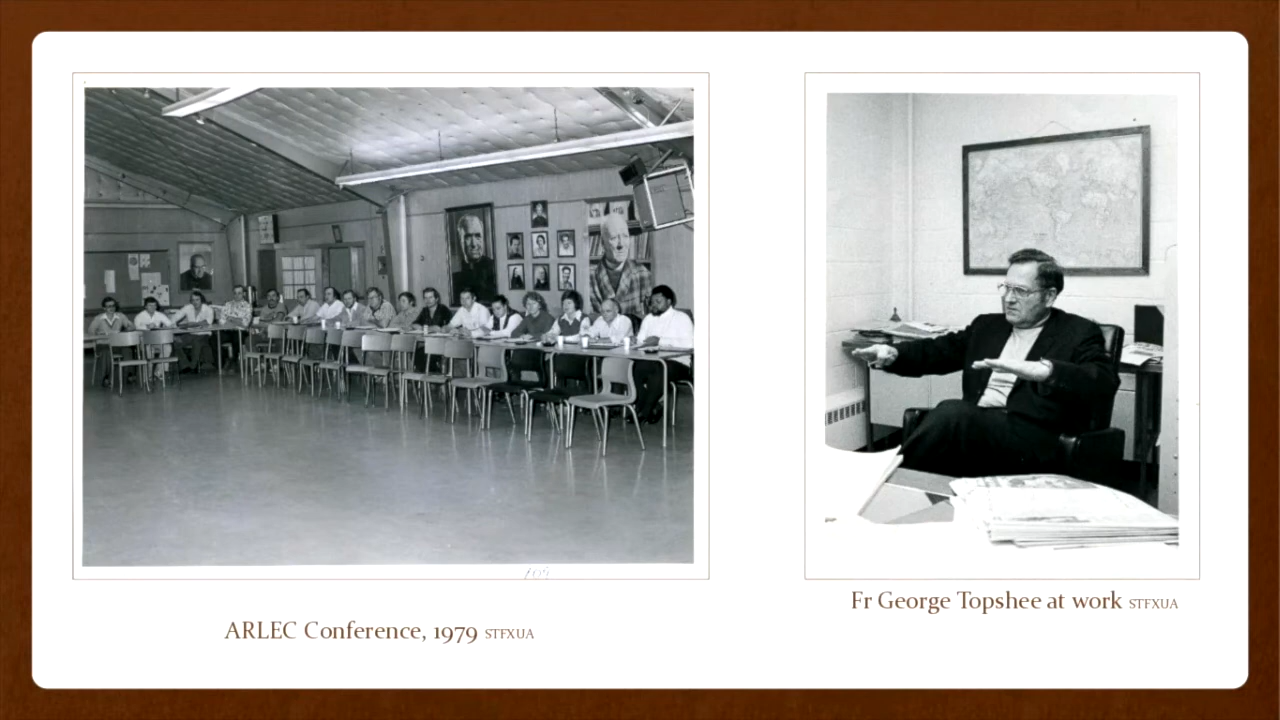 ARLEC Conference, 1979 STFXUA
Fr George Topshee at work STFXUA